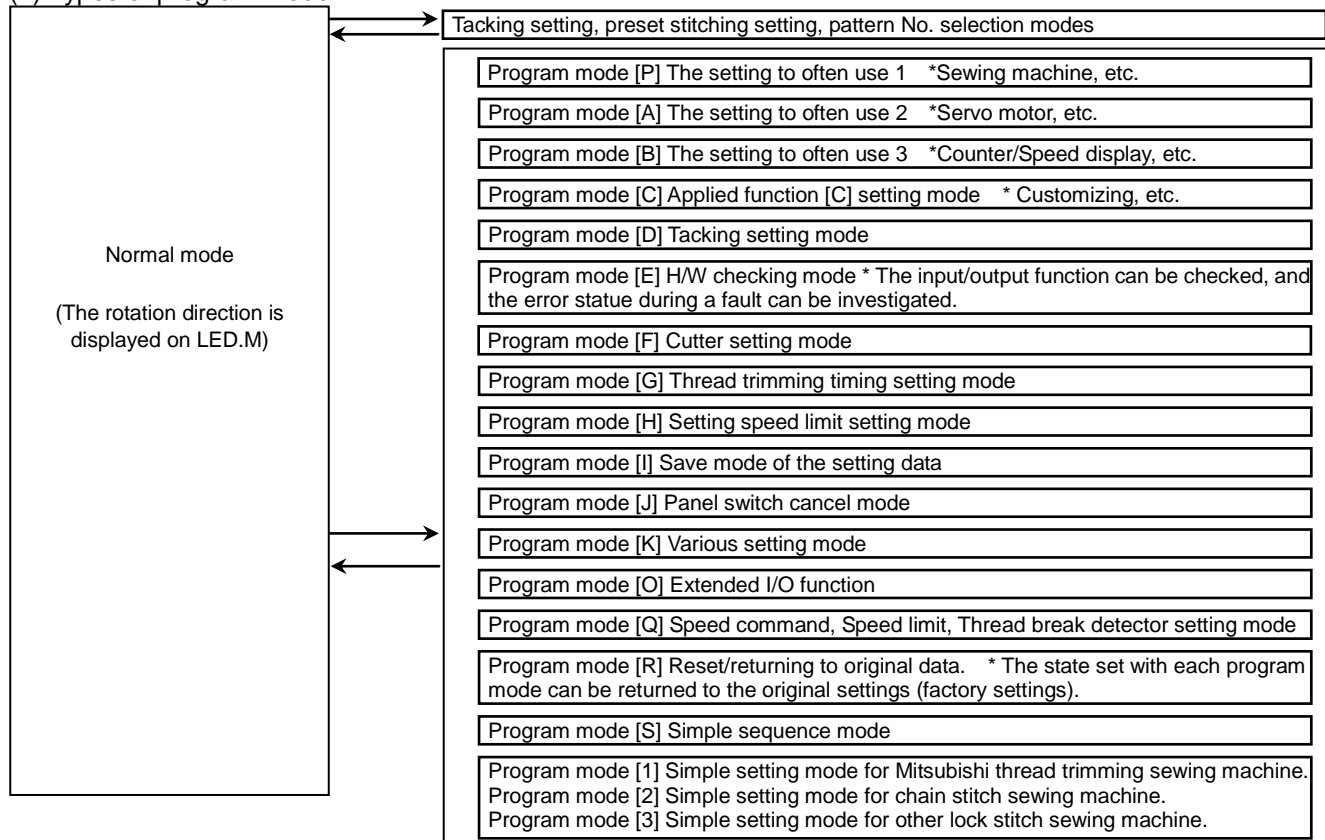 Tacking setting, preset stitching setting, pattern No. selection modes
Normal mode
(The rotation direction is
displayed on LED.M)
Program mode [P] The setting to often use 1 *Sewing machine, etc.
Program mode [A] The setting to often use 2 *Servo motor, etc.
Program mode [B] The setting to often use 3 *Counter/Speed display, etc.
Program mode [C] Applied function [C] setting mode * Customizing, etc.
Program mode [D] Tacking setting mode
Program mode [E] H/W checking mode * The input/output function can be checked, and
the error statue during a fault can be investigated.
Program mode [F] Cutter setting mode
Program mode [G] Thread trimming timing setting mode
Program mode [H] Setting speed limit setting mode
Program mode [I] Save mode of the setting data
Program mode [J] Panel switch cancel mode
Program mode [K] Various setting mode
Program mode [O] Extended I/O function
Program mode [Q] Speed command, Speed limit, Thread break detector setting mode
Program mode [R] Reset/returning to original data. * The state set with each program
mode can be returned to the original settings (factory settings).
Program mode [S] Simple sequence mode
Program mode [1] Simple setting mode for Mitsubishi thread trimming sewing machine.
Program mode [2] Simple setting mode for chain stitch sewing machine.
Program mode [3] Simple setting mode for other lock stitch sewing machine.